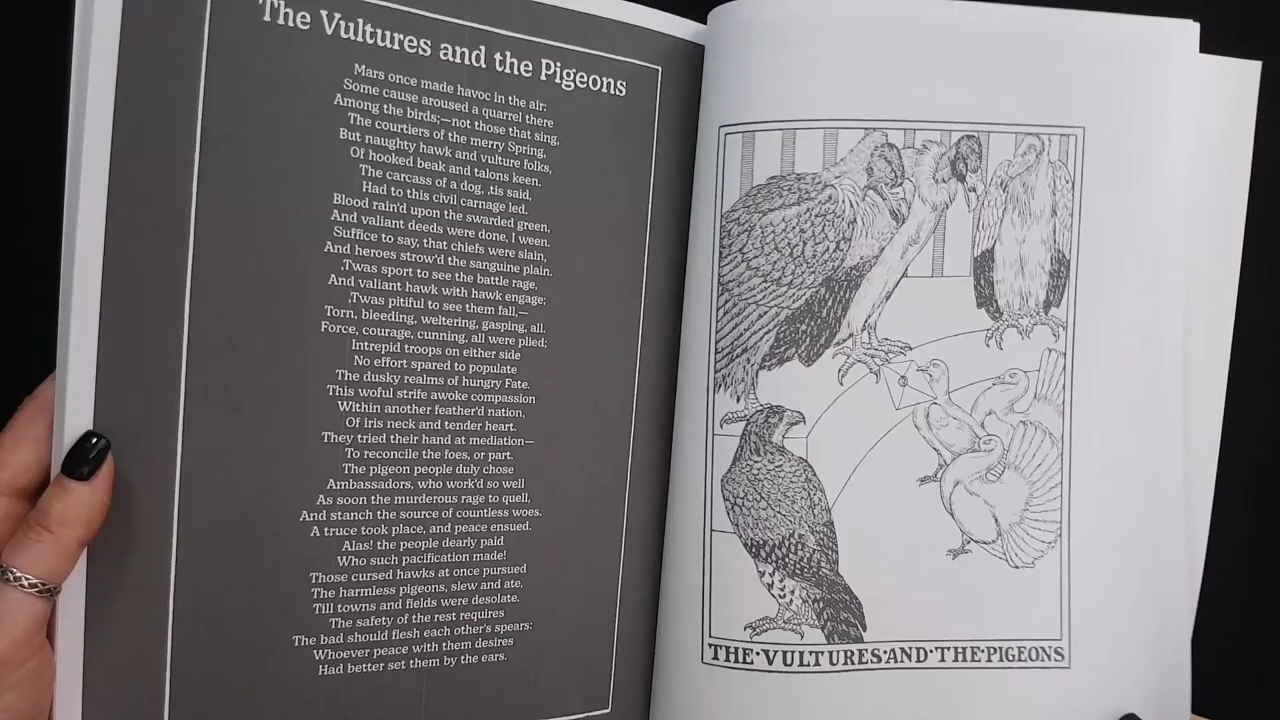 The Vultures and the Pigeons
Mars once made havoc in the air:
Some cause aroused a quarrel there
Among the birds;—not those that sing,
The courtiers of the merry Spring,
But naughty hawk and vulture folks,
Of hooked beak and talons keen.
The carcass of a dog, ,tis said,
Had to this civil carnage led.
Blood rain'd upon the swarded green,
And valiant deeds were done, I ween.
Suffice to say, that chiefs were slain,
And heroes strow'd the sanguine plain.
,Twas sport to see the battle rage,
And valiant hawk with hawk engage;
,Twas pitiful to see them fall,—
Torn, bleeding, weltering, gasping, all.
Force, courage, cunning, all were plied;
Intrepid troops on either side
No effort spared to populate
The dusky realms of hungry Fate.
This woful strife awoke compassion
Within another feather'd nation,
Of iris neck and tender heart.
They tried their hand at mediation—
To reconcile the foes, or part.
The pigeon people duly chose
Ambassadors, who work'd so well
As soon the murderous rage to quell,
And stanch the source of countless woes.
A truce took place, and peace ensued.
Alas! the people dearly paid
Who such pacification made!
Those cursed hawks at once pursued
The harmless pigeons, slew and ate,
Till towns and fields were desolate.
The safety of the rest requires
The bad should flesh each other's spears:
Whoever peace with them desires
Had better set them by the ears.
THE·VULTURES·AND·THE·PIGEONS